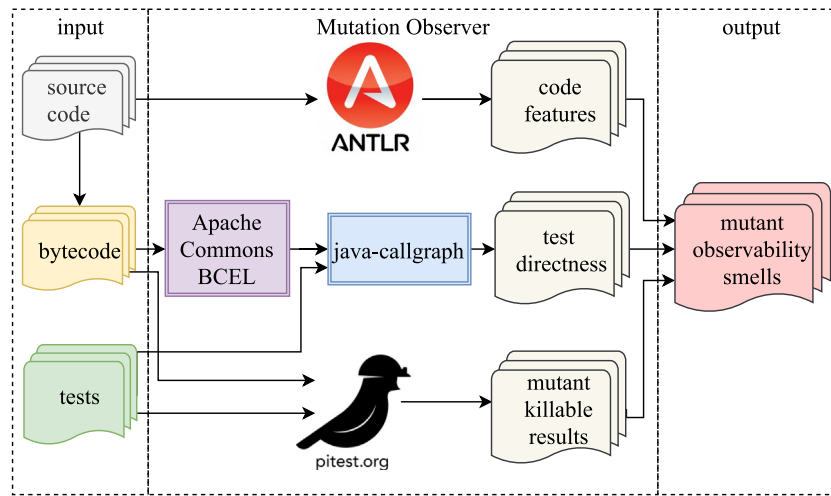 input
Mutation Observer
output
source
code
ANTLR
code
features
bytecode
Apache
Commons
BCEL
java-callgraph
test
directness
mutant
observability
smells
tests
pitest.org
mutant
killable
results